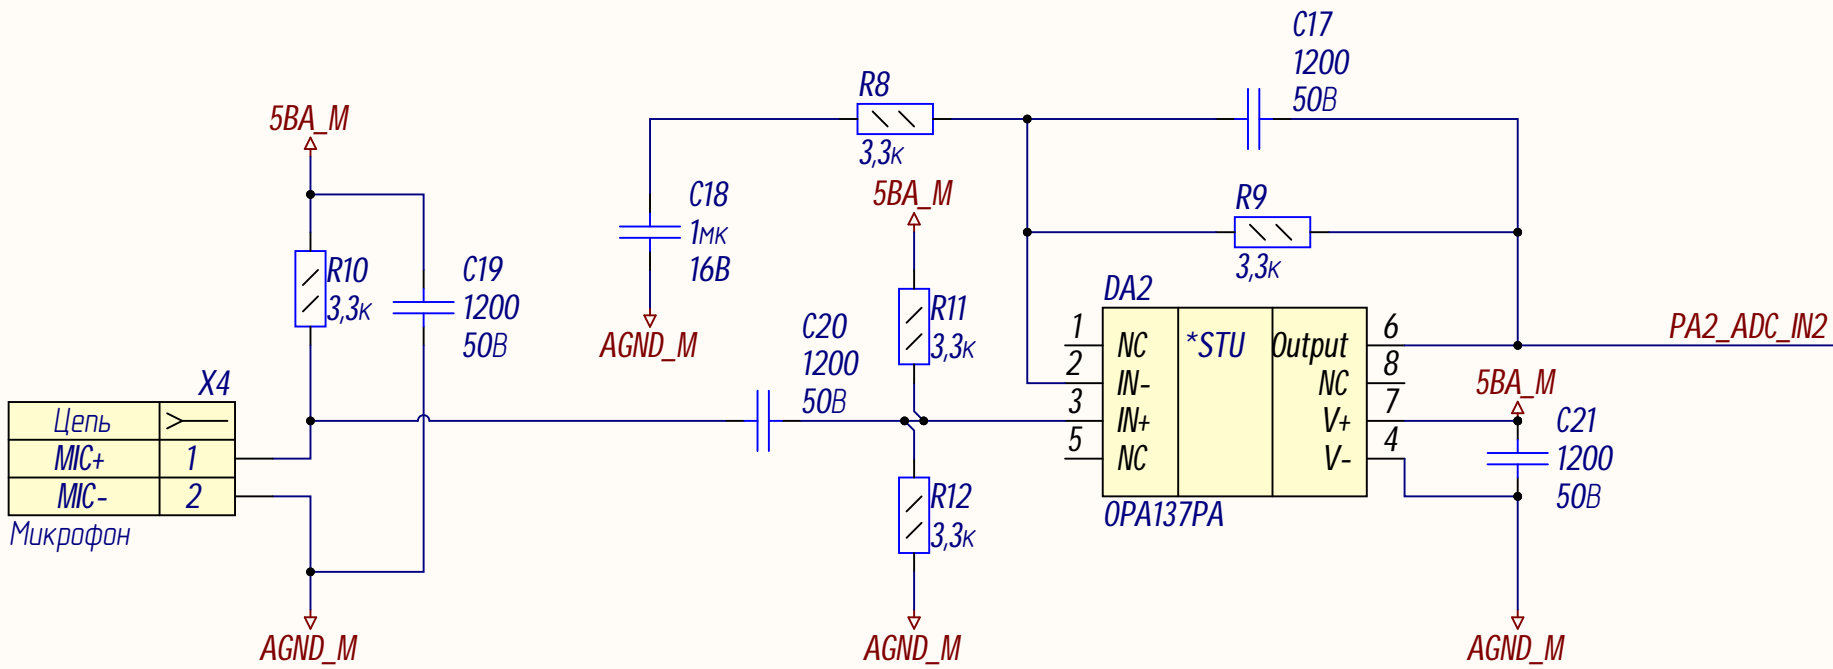 C17
1200
50В
R8
3,3к
5ВА_М
C18
1мк
16В
5ВА_М
R9
3,3к
R10
3,3к
C19
1200
50В
AGND_M
C20
1200
50В
R11
3,3к
DA2
1 NC *STU Output 6
2 IN- NC 8
3 IN+ V+ 7
5 NC V- 4
OPA137PA
PA2_ADC_IN2
5ВА_М
C21
1200
50В
X4
Цепь
MIC+ 1
MIC- 2
Микрофон
R12
3,3к
AGND_M
AGND_M
AGND_M